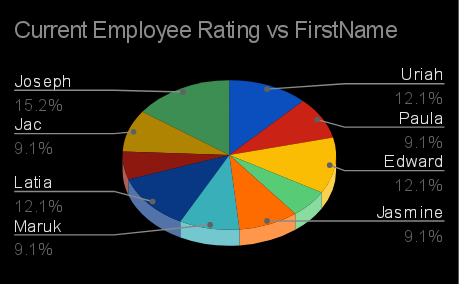 Current Employee Rating vs FirstName
Joseph
15.2%
Jac
9.1%
Latia
12.1%
Maruk
9.1%
Uriah
12.1%
Paula
9.1%
Edward
12.1%
Jasmine
9.1%